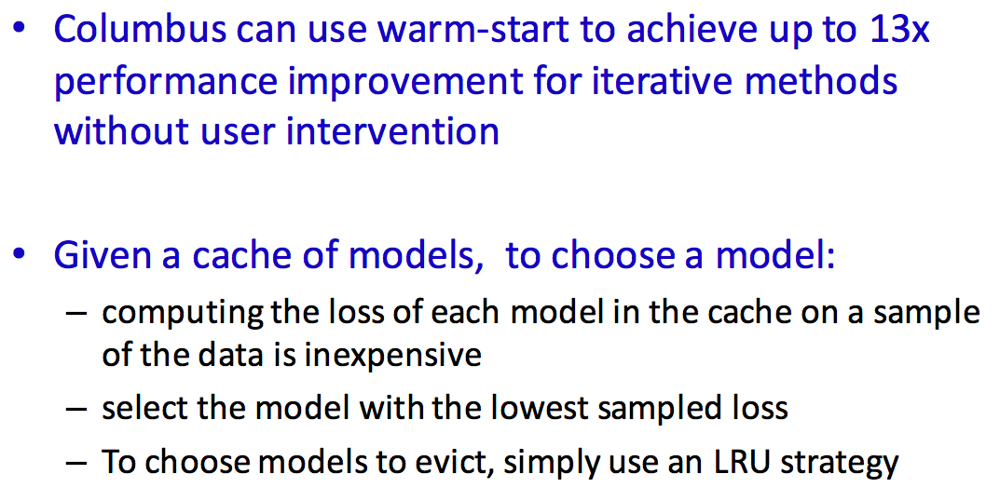 • Columbus can use warm-start to achieve up to 13x
performance improvement for iterative methods
without user intervention
• Given a cache of models, to choose a model:
– computing the loss of each model in the cache on a sample
of the data is inexpensive
– select the model with the lowest sampled loss
– To choose models to evict, simply use an LRU strategy